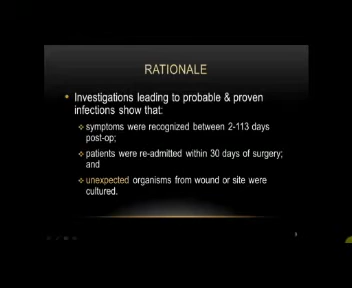 RATIONALE
• Investigations leading to probable & proven
infections show that:
❖ symptoms were recognized between 2-113 days
post-op;
❖ patients were re-admitted within 30 days of surgery;
and
❖ unexpected organisms from wound or site were
cultured.